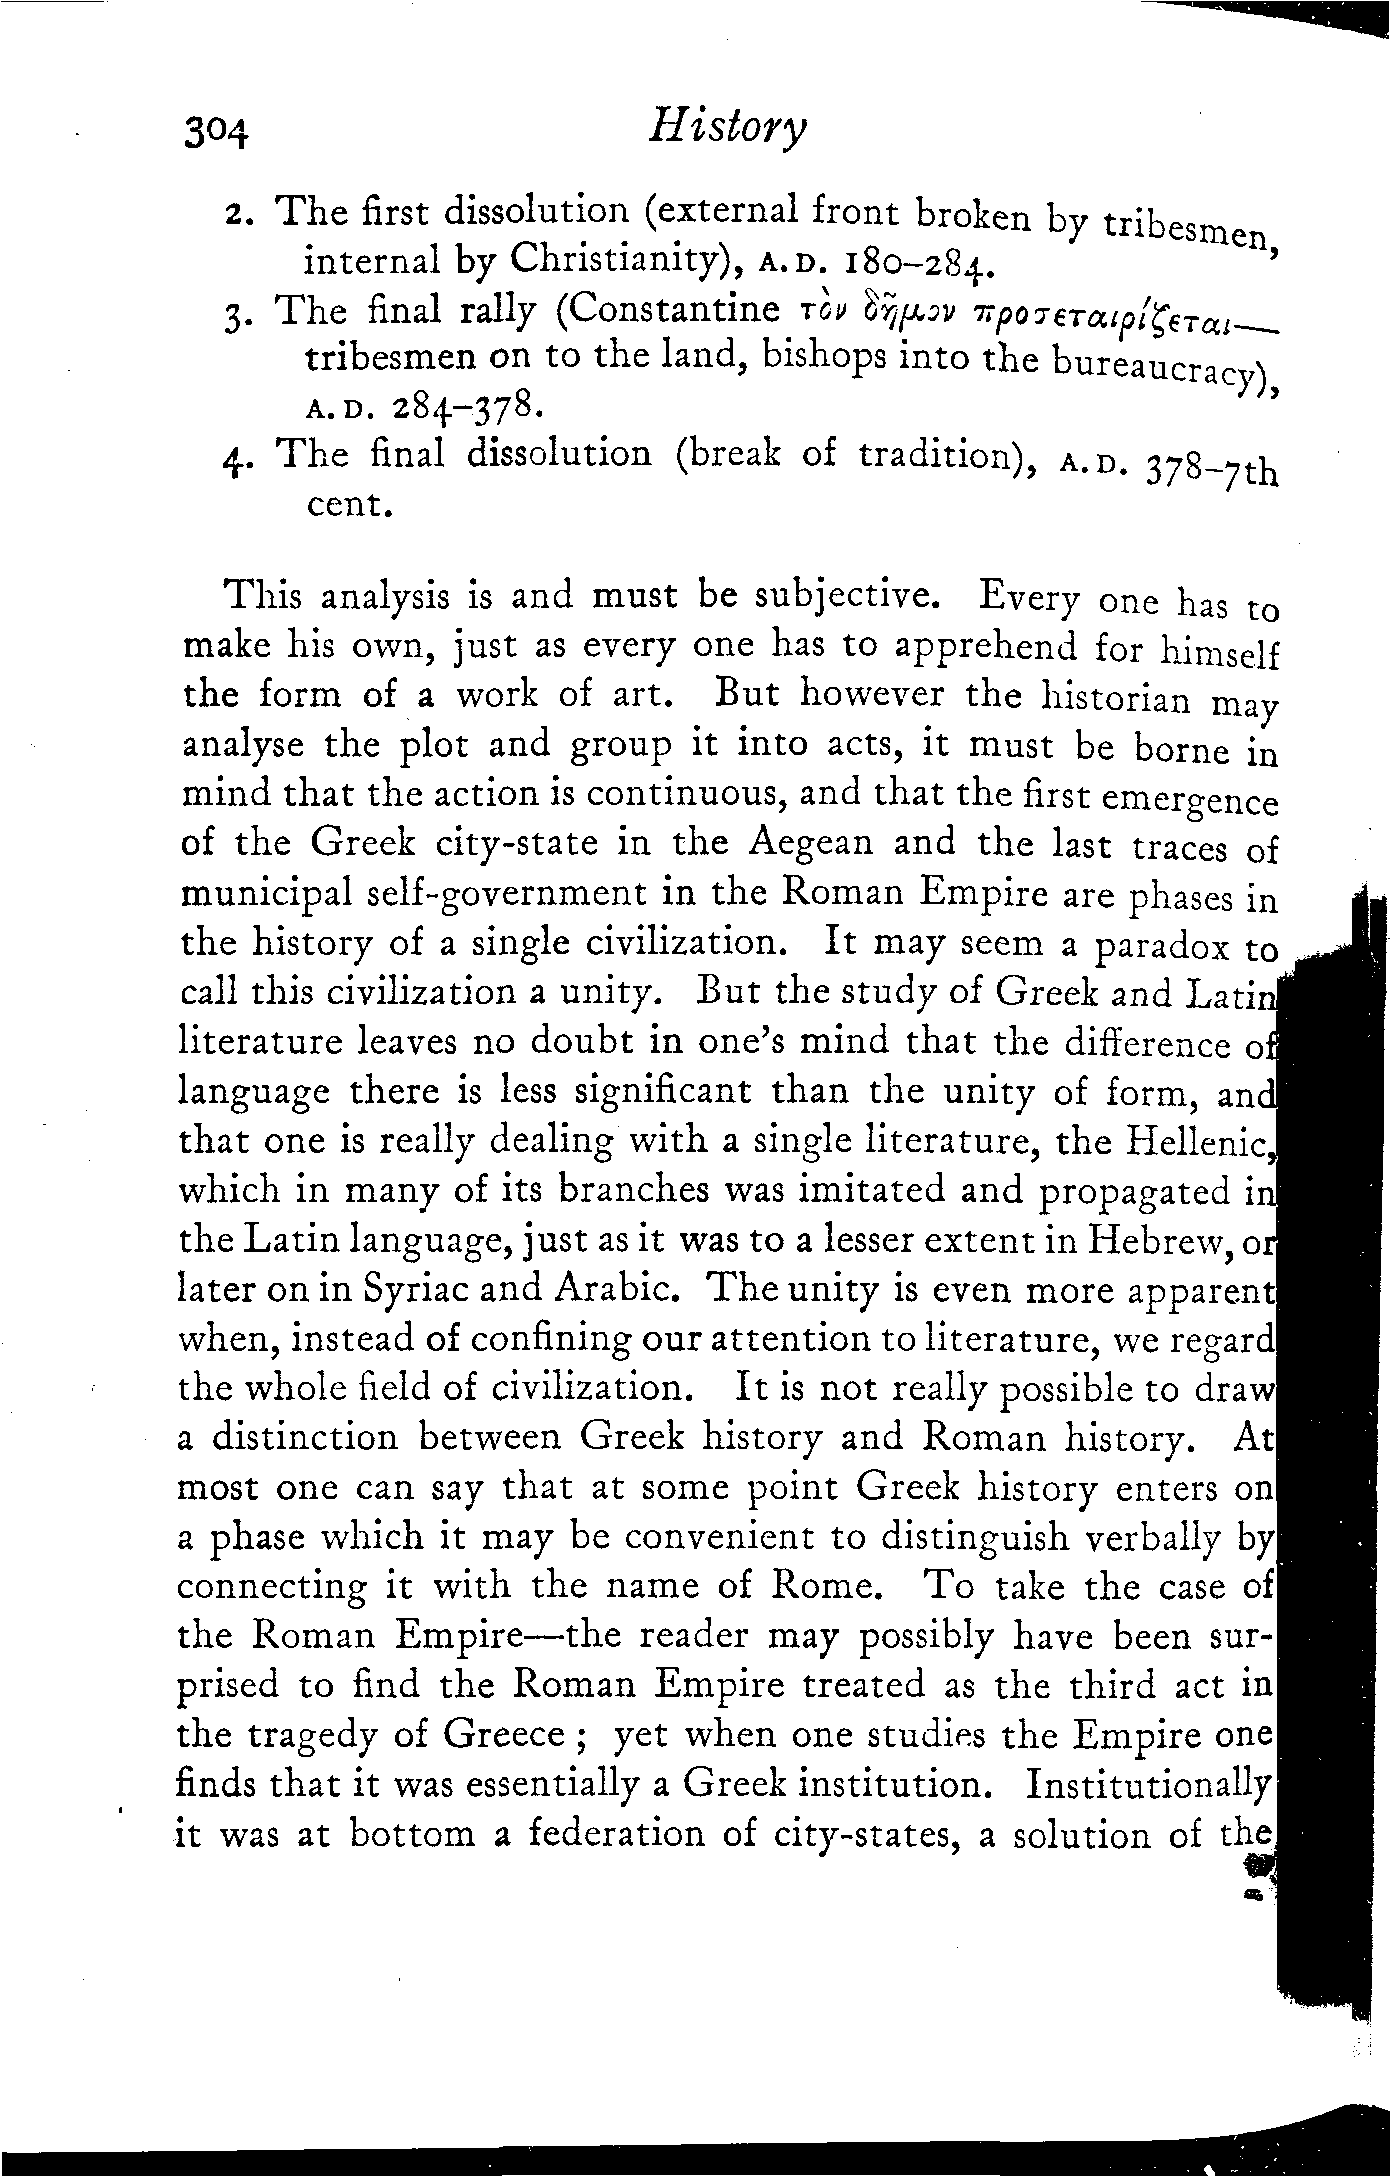 304
History
2. The first dissolution (external front broken by tribesmen,
internal by Christianity), A.D. 180–284.
3. The final rally (Constantine τὸν δῆμον προσεταιρίζεται—
tribesmen on to the land, bishops into the bureaucracy),
A.D. 284–378.
4. The final dissolution (break of tradition), A.D. 378–7th
cent.
This analysis is and must be subjective. Every one has to
make his own, just as every one has to apprehend for himself
the form of a work of art. But however the historian may
analyse the plot and group it into acts, it must be borne in
mind that the action is continuous, and that the first emergence
of the Greek city-state in the Aegean and the last traces of
municipal self-government in the Roman Empire are phases in
the history of a single civilization. It may seem a paradox to
call this civilization a unity. But the study of Greek and Latin
literature leaves no doubt in one's mind that the difference of
language there is less significant than the unity of form, and
that one is really dealing with a single literature, the Hellenic,
which in many of its branches was imitated and propagated in
the Latin language, just as it was to a lesser extent in Hebrew, or
later on in Syriac and Arabic. The unity is even more apparent
when, instead of confining our attention to literature, we regard
the whole field of civilization. It is not really possible to draw
a distinction between Greek history and Roman history. At
most one can say that at some point Greek history enters on
a phase which it may be convenient to distinguish verbally by
connecting it with the name of Rome. To take the case of
the Roman Empire—the reader may possibly have been sur-
prised to find the Roman Empire treated as the third act in
the tragedy of Greece ; yet when one studies the Empire one
finds that it was essentially a Greek institution. Institutionally
it was at bottom a federation of city-states, a solution of the